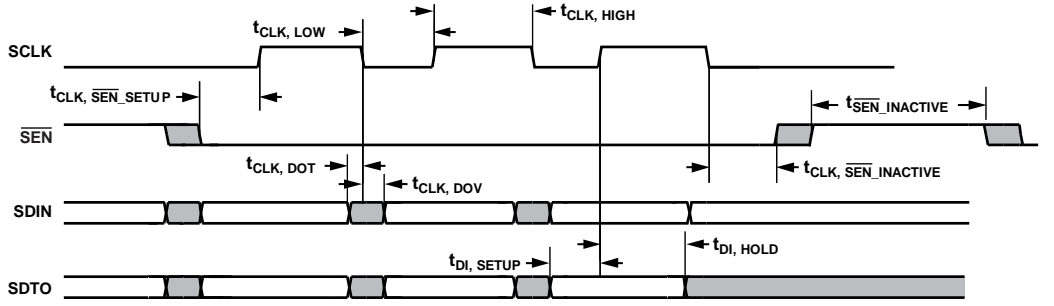 tCLK, HIGH
tCLK, LOW
SCLK
tCLK, SEN_SETUP
tSEN_INACTIVE
SEN
tCLK, DOT
tCLK, DOV
tCLK, SEN_INACTIVE
SDIN
tDI, SETUP
tDI, HOLD
SDTO